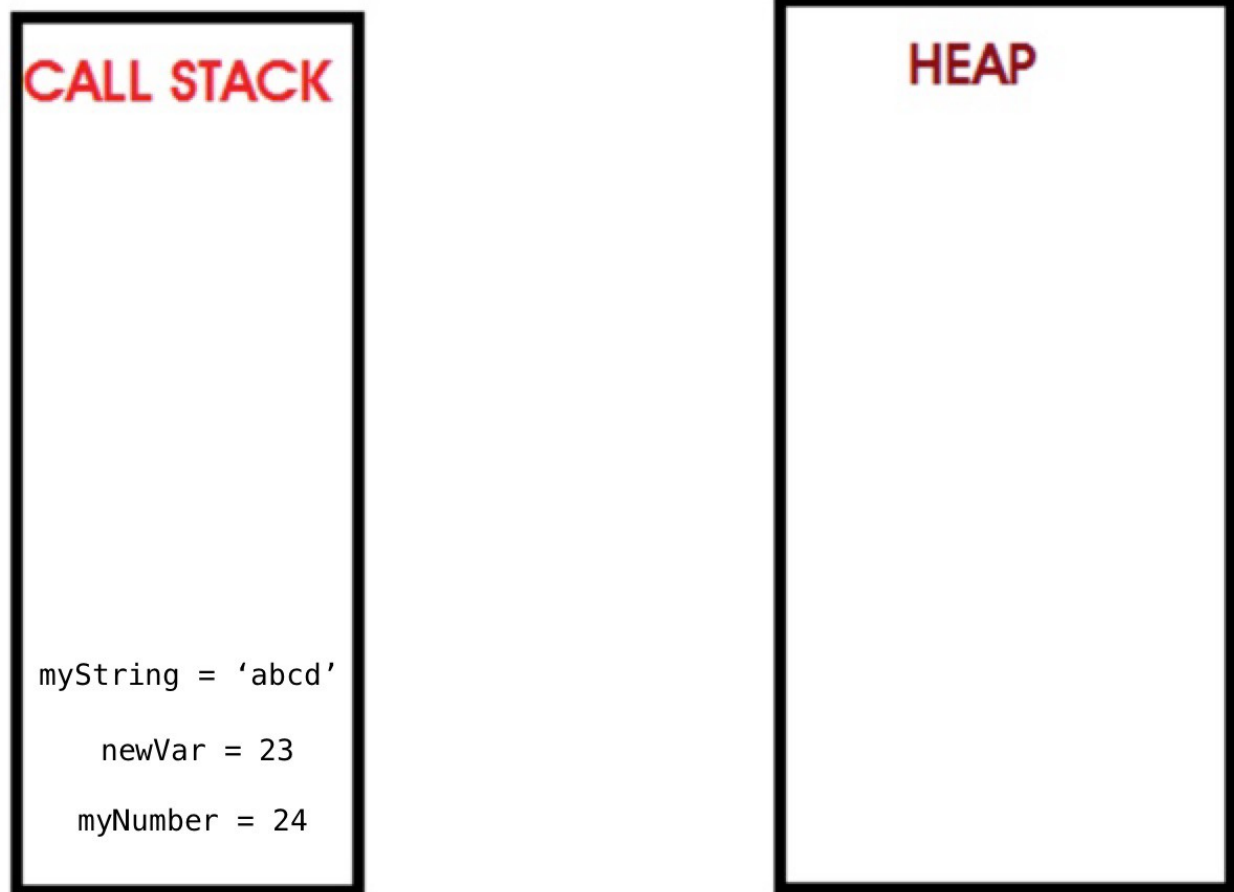 CALL STACK
HEAP
myString = ‘abcd’
newVar = 23
myNumber = 24